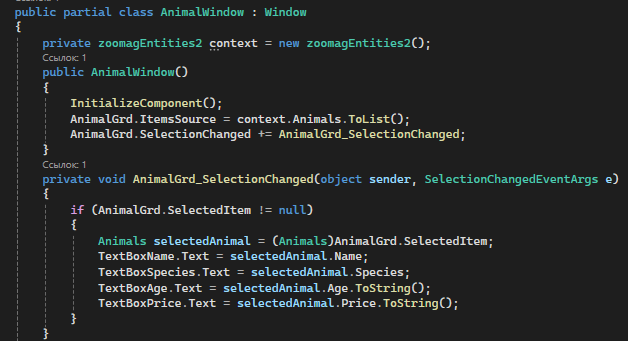 public partial class AnimalWindow : Window
{
private zoomagEntities2 context = new zoomagEntities2();
Ссылок: 1
public AnimalWindow()
{
InitializeComponent();
AnimalGrd.ItemsSource = context.Animals.ToList();
AnimalGrd.SelectionChanged += AnimalGrd_SelectionChanged;
}
Ссылок: 1
private void AnimalGrd_SelectionChanged(object sender, SelectionChangedEventArgs e)
{
if (AnimalGrd.SelectedItem != null)
{
Animals selectedAnimal = (Animals)AnimalGrd.SelectedItem;
TextBoxName.Text = selectedAnimal.Name;
TextBoxSpecies.Text = selectedAnimal.Species;
TextBoxAge.Text = selectedAnimal.Age.ToString();
TextBoxPrice.Text = selectedAnimal.Price.ToString();
}
}